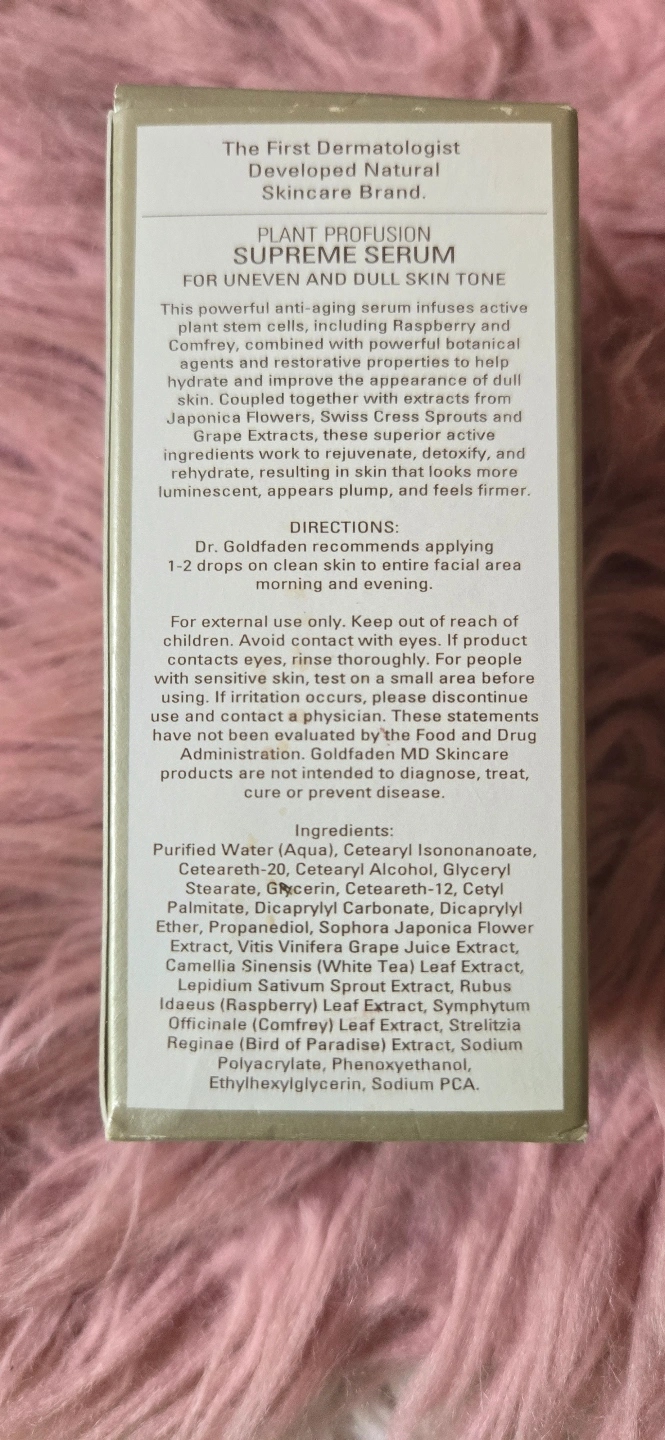 The First Dermatologist
Developed Natural
Skincare Brand.
PLANT PROFUSION
SUPREME SERUM
FOR UNEVEN AND DULL SKIN TONE
This powerful anti-aging serum infuses active
plant stem cells, including Raspberry and
Comfrey, combined with powerful botanical
agents and restorative properties to help
hydrate and improve the appearance of dull
skin. Coupled together with extracts from
Japonica Flowers, Swiss Cress Sprouts and
Grape Extracts, these superior active
ingredients work to rejuvenate, detoxify, and
rehydrate, resulting in skin that looks more
luminescent, appears plump, and feels firmer.
DIRECTIONS:
Dr. Goldfaden recommends applying
1-2 drops on clean skin to entire facial area
morning and evening.
For external use only. Keep out of reach of
children. Avoid contact with eyes. If product
contacts eyes, rinse thoroughly. For people
with sensitive skin, test on a small area before
using. If irritation occurs, please discontinue
use and contact a physician. These statements
have not been evaluated by the Food and Drug
Administration. Goldfaden MD Skincare
products are not intended to diagnose, treat,
cure or prevent disease.
Ingredients:
Purified Water (Aqua), Cetearyl Isononanoate,
Ceteareth-20, Cetearyl Alcohol, Glyceryl
Stearate, Glycerin, Ceteareth-12, Cetyl
Palmitate, Dicaprylyl Carbonate, Dicaprylyl
Ether, Propanediol, Sophora Japonica Flower
Extract, Vitis Vinifera Grape Juice Extract,
Camellia Sinensis (White Tea) Leaf Extract,
Lepidium Sativum Sprout Extract, Rubus
Idaeus (Raspberry) Leaf Extract, Symphytum
Officinale (Comfrey) Leaf Extract, Strelitzia
Reginae (Bird of Paradise) Extract, Sodium
Polyacrylate, Phenoxyethanol,
Ethylhexylglycerin, Sodium PCA.